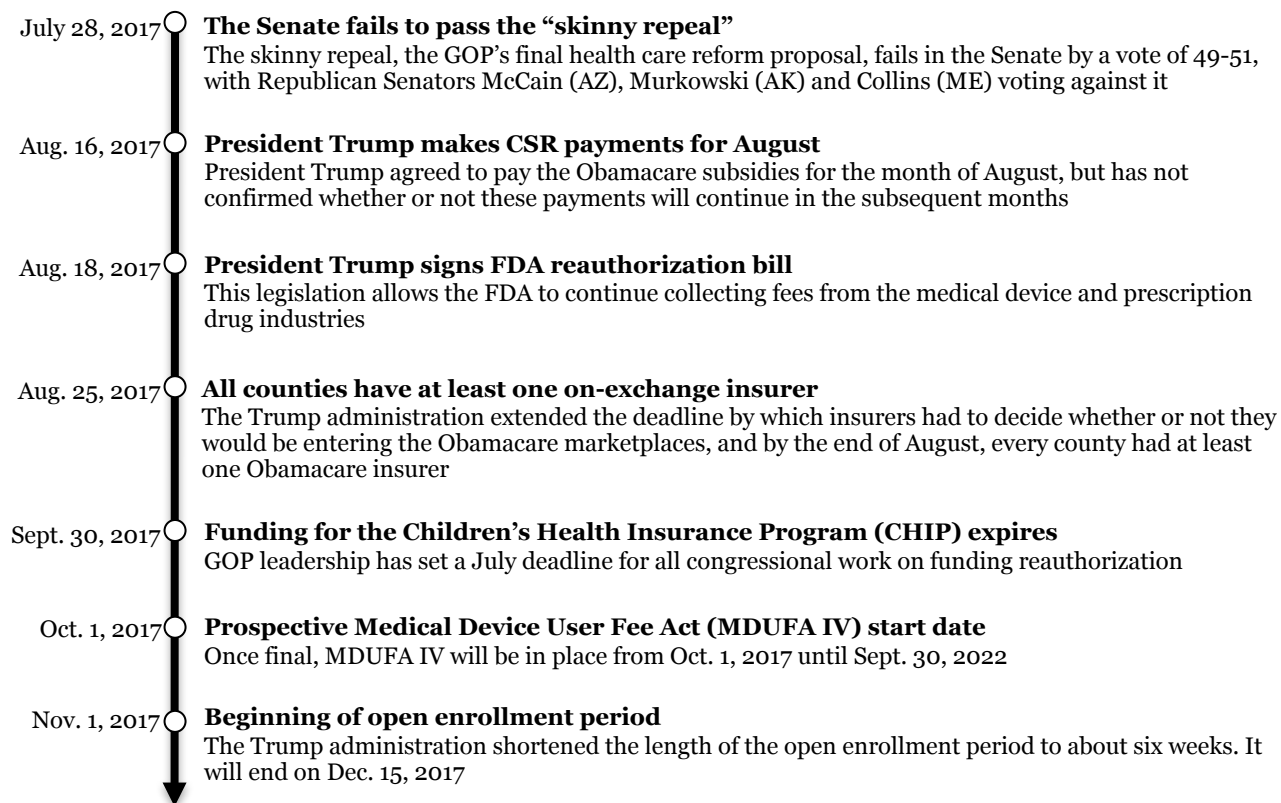 July 28, 2017
The Senate fails to pass the “skinny repeal”
The skinny repeal, the GOP’s final health care reform proposal, fails in the Senate by a vote of 49-51,
with Republican Senators McCain (AZ), Murkowski (AK) and Collins (ME) voting against it
Aug. 16, 2017
President Trump makes CSR payments for August
President Trump agreed to pay the Obamacare subsidies for the month of August, but has not
confirmed whether or not these payments will continue in the subsequent months
Aug. 18, 2017
President Trump signs FDA reauthorization bill
This legislation allows the FDA to continue collecting fees from the medical device and prescription
drug industries
Aug. 25, 2017
All counties have at least one on-exchange insurer
The Trump administration extended the deadline by which insurers had to decide whether or not they
would be entering the Obamacare marketplaces, and by the end of August, every county had at least
one Obamacare insurer
Sept. 30, 2017
Funding for the Children’s Health Insurance Program (CHIP) expires
GOP leadership has set a July deadline for all congressional work on funding reauthorization
Oct. 1, 2017
Prospective Medical Device User Fee Act (MDUFA IV) start date
Once final, MDUFA IV will be in place from Oct. 1, 2017 until Sept. 30, 2022
Nov. 1, 2017
Beginning of open enrollment period
The Trump administration shortened the length of the open enrollment period to about six weeks. It
will end on Dec. 15, 2017